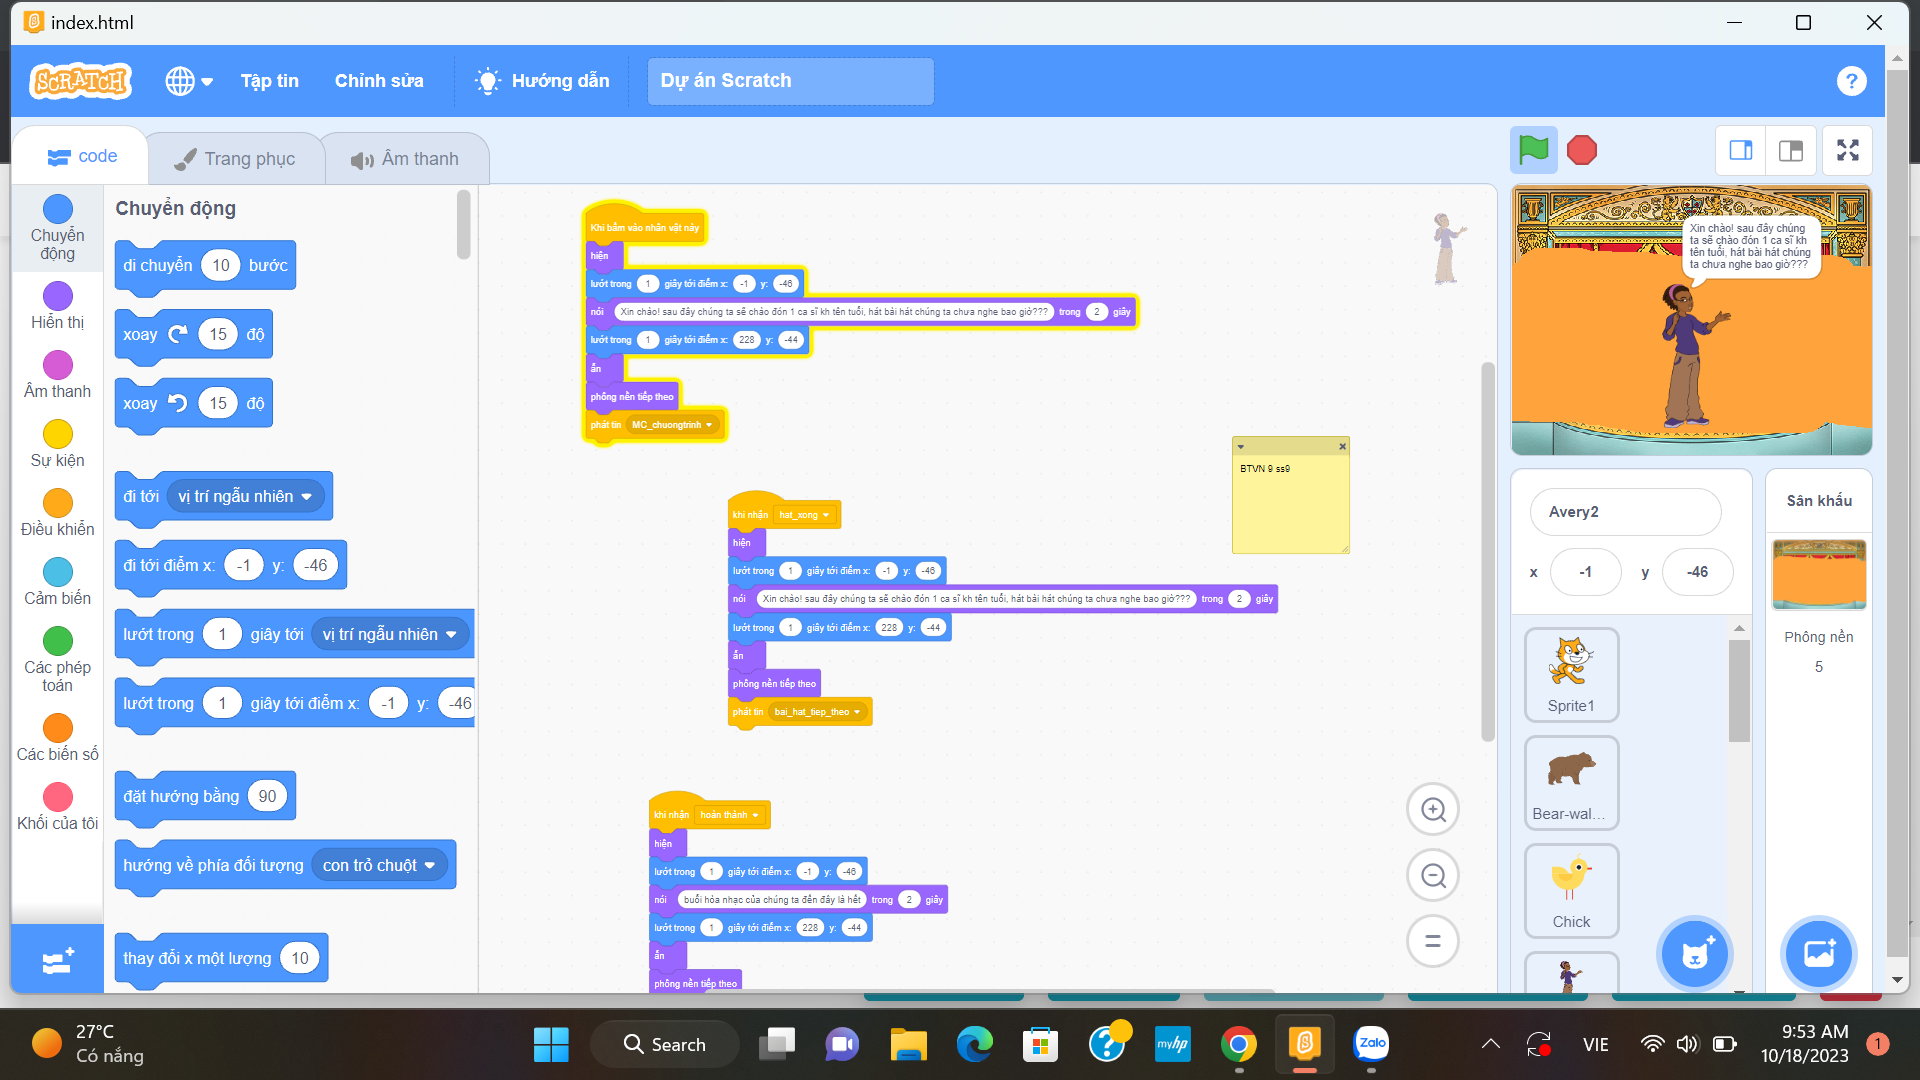 index.html
SCRATCH
Tập tin
Chỉnh sửa
Hướng dẫn
Dự án Scratch
?
code
Trang phục
Âm thanh
Chuyển động
Hiển thị
Âm thanh
Sự kiện
Điều khiển
Cảm biến
Các phép toán
Các biến số
Khối của tôi
Chuyển động
di chuyển 10 bước
xoay 15 độ
xoay 15 độ
đi tới vị trí ngẫu nhiên
đi tới điểm x: -1 y: -46
lướt trong 1 giây tới vị trí ngẫu nhiên
lướt trong 1 giây tới điểm x: -1 y: -46
đặt hướng bằng 90
hướng về phía đối tượng con trỏ chuột
thay đổi x một lượng 10
Khi bấm vào nhân vật này
hiện
lướt trong 1 giây tới điểm x: -1 y: -46
nói Xin chào! sau đây chúng ta sẽ chào đón 1 ca sĩ kh tên tuổi, hát bài hát chúng ta chưa nghe bao giờ??? trong 2 giây
lướt trong 1 giây tới điểm x: 228 y: -44
ẩn
phông nền tiếp theo
phát tin MC_chuongtrinh
BTVN 9 ss9
khi nhận hat_xong
hiện
lướt trong 1 giây tới điểm x: -1 y: -46
nói Xin chào! sau đây chúng ta sẽ chào đón 1 ca sĩ kh tên tuổi, hát bài hát chúng ta chưa nghe bao giờ??? trong 2 giây
lướt trong 1 giây tới điểm x: 228 y: -44
ẩn
phông nền tiếp theo
phát tin bai_hat_tiep_theo
khi nhận hoàn thành
hiện
lướt trong 1 giây tới điểm x: -1 y: -46
nói buổi hòa nhạc của chúng ta đến đây là hết trong 2 giây
lướt trong 1 giây tới điểm x: 228 y: -44
ẩn
phông nền tiếp theo
Xin chào! sau đây chúng
ta sẽ chào đón 1 ca sĩ kh
tên tuổi, hát bài hát chúng
ta chưa nghe bao giờ???
Avery2
x -1 y -46
Sprite1
Bear-wal...
Chick
Sân khấu
Phông nền
5
27°C
Có nắng
Search
myhp
Zalo
VIE
9:53 AM
10/18/2023
1